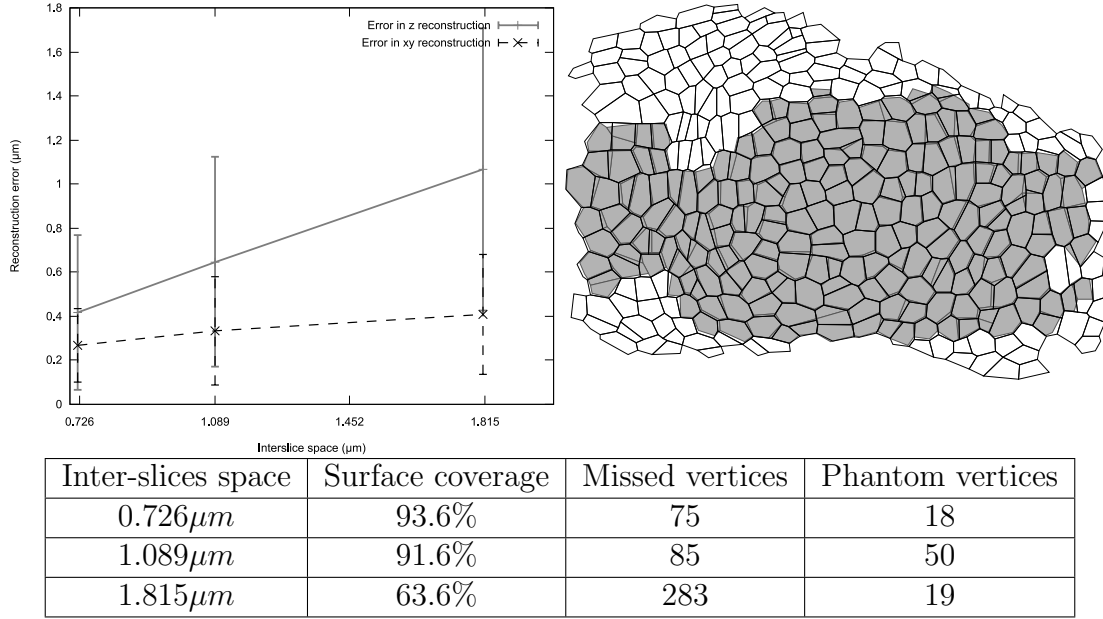 1.8
1.6
1.4
1.2
1
0.8
0.6
0.4
0.2
0
Reconstruction error (µm)
Error in z reconstruction
Error in xy reconstruction
0.726 1.089 1.452 1.815
Interslice space (µm)
Inter-slices space Surface coverage Missed vertices Phantom vertices
0.726µm 93.6% 75 18
1.089µm 91.6% 85 50
1.815µm 63.6% 283 19